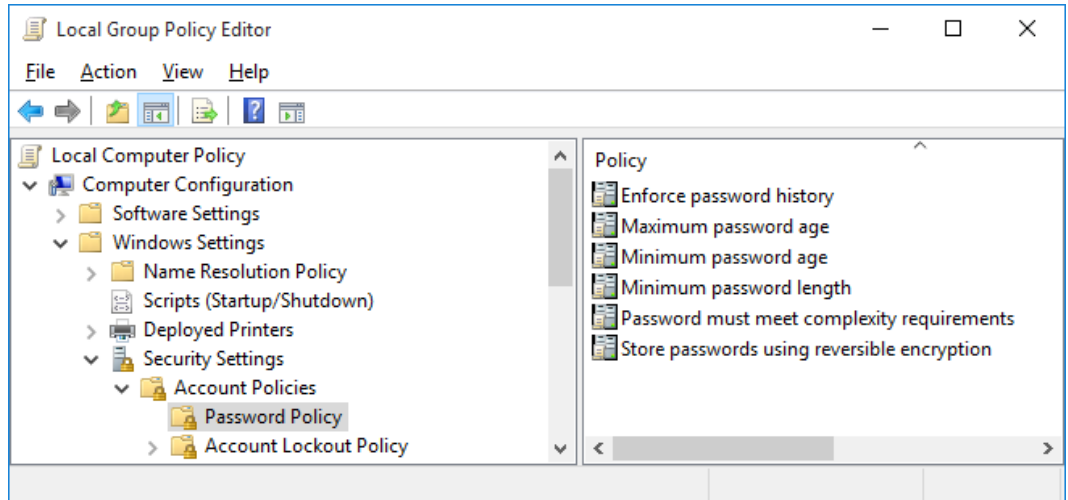 Local Group Policy Editor
File Action View Help
Local Computer Policy
Computer Configuration
Software Settings
Windows Settings
Name Resolution Policy
Scripts (Startup/Shutdown)
Deployed Printers
Security Settings
Account Policies
Password Policy
Account Lockout Policy
Policy
Enforce password history
Maximum password age
Minimum password age
Minimum password length
Password must meet complexity requirements
Store passwords using reversible encryption